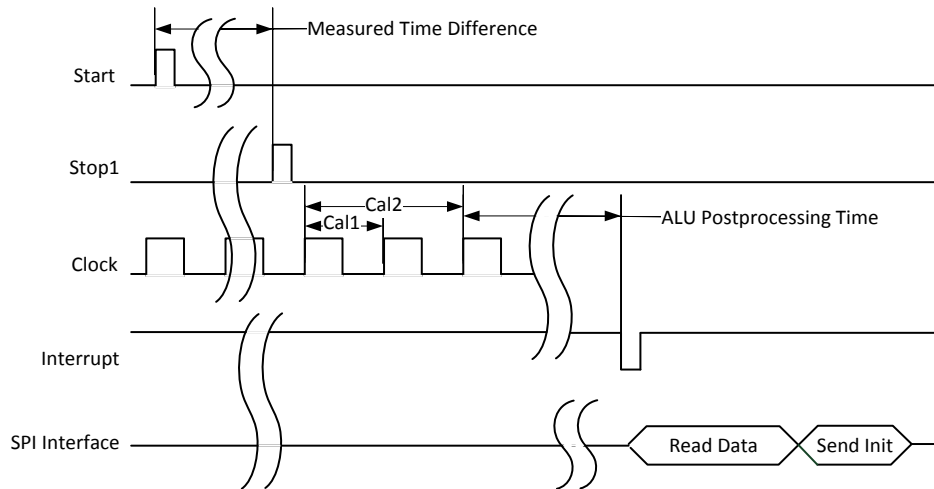 Measured Time Difference
Start
Stop1
Cal2
Cal1
ALU Postprocessing Time
Clock
Interrupt
SPI Interface
Read Data
Send Init